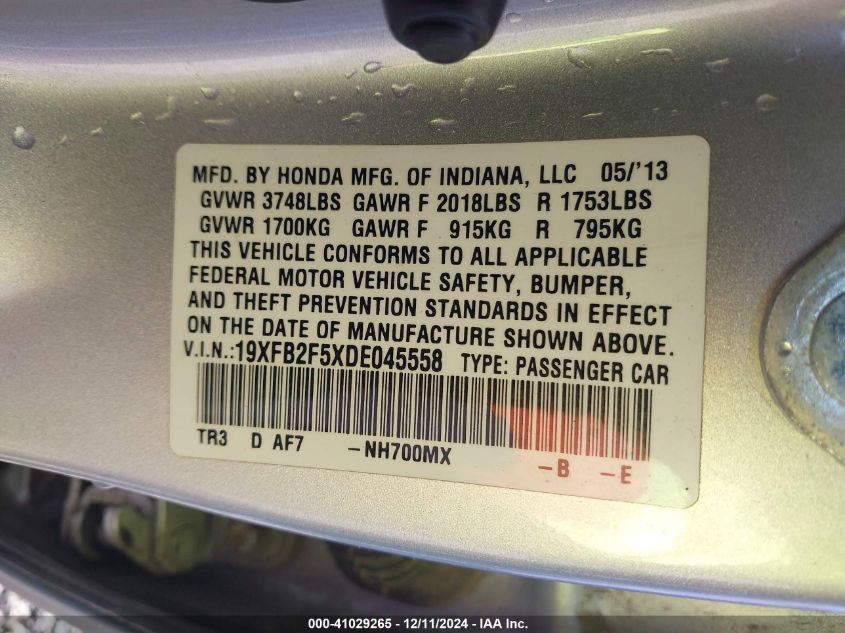 MFD. BY HONDA MFG. OF INDIANA, LLC 05/'13
GVWR 3748LBS GAWR F 2018LBS R 1753LBS
GVWR 1700KG GAWR F 915KG R 795KG
THIS VEHICLE CONFORMS TO ALL APPLICABLE
FEDERAL MOTOR VEHICLE SAFETY, BUMPER,
AND THEFT PREVENTION STANDARDS IN EFFECT
ON THE DATE OF MANUFACTURE SHOWN ABOVE.
V.I.N.:19XFB2F5XDE045558 TYPE: PASSENGER CAR
TR3 D AF7 -NH700MX -B -E
000-41029265 - 12/11/2024 - IAA Inc.